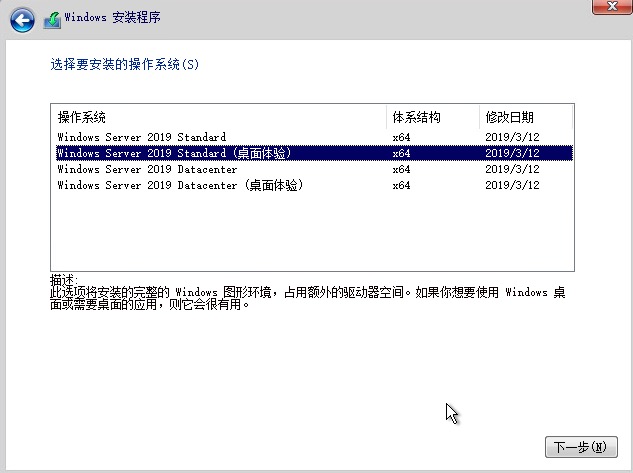 Windows 安装程序
选择要安装的操作系统(S)
操作系统 体系结构 修改日期
Windows Server 2019 Standard x64 2019/3/12
Windows Server 2019 Standard (桌面体验) x64 2019/3/12
Windows Server 2019 Datacenter x64 2019/3/12
Windows Server 2019 Datacenter (桌面体验) x64 2019/3/12
描述:
此选项将安装的完整的 Windows 图形环境，占用额外的驱动器空间。如果你想要使用 Windows 桌
面或需要桌面的应用，则它会很有用。
下一步(N)